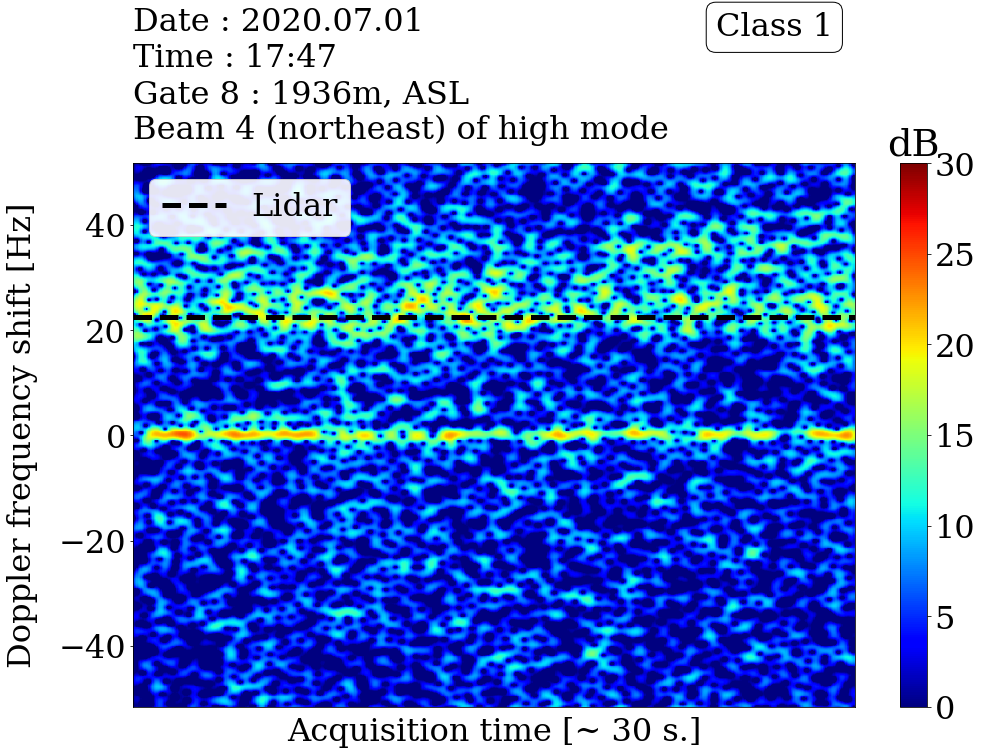 Date : 2020.07.01
Time : 17:47
Gate 8 : 1936m, ASL
Beam 4 (northeast) of high mode
Class 1
dB
Lidar
Doppler frequency shift [Hz]
40
20
0
−20
−40
Acquisition time [~ 30 s.]
30
25
20
15
10
5
0